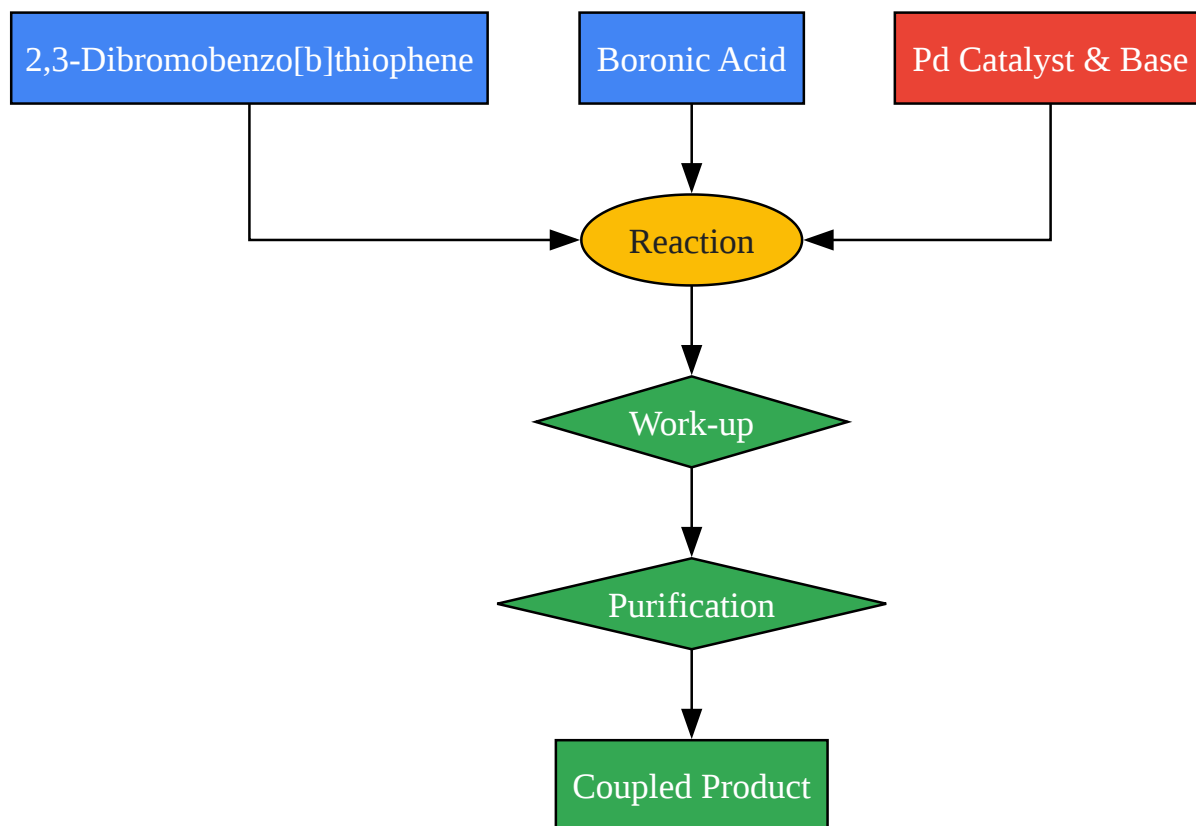 2,3-Dibromobenzo[b]thiophene
Boronic Acid
Pd Catalyst & Base
Reaction
Work-up
Purification
Coupled Product